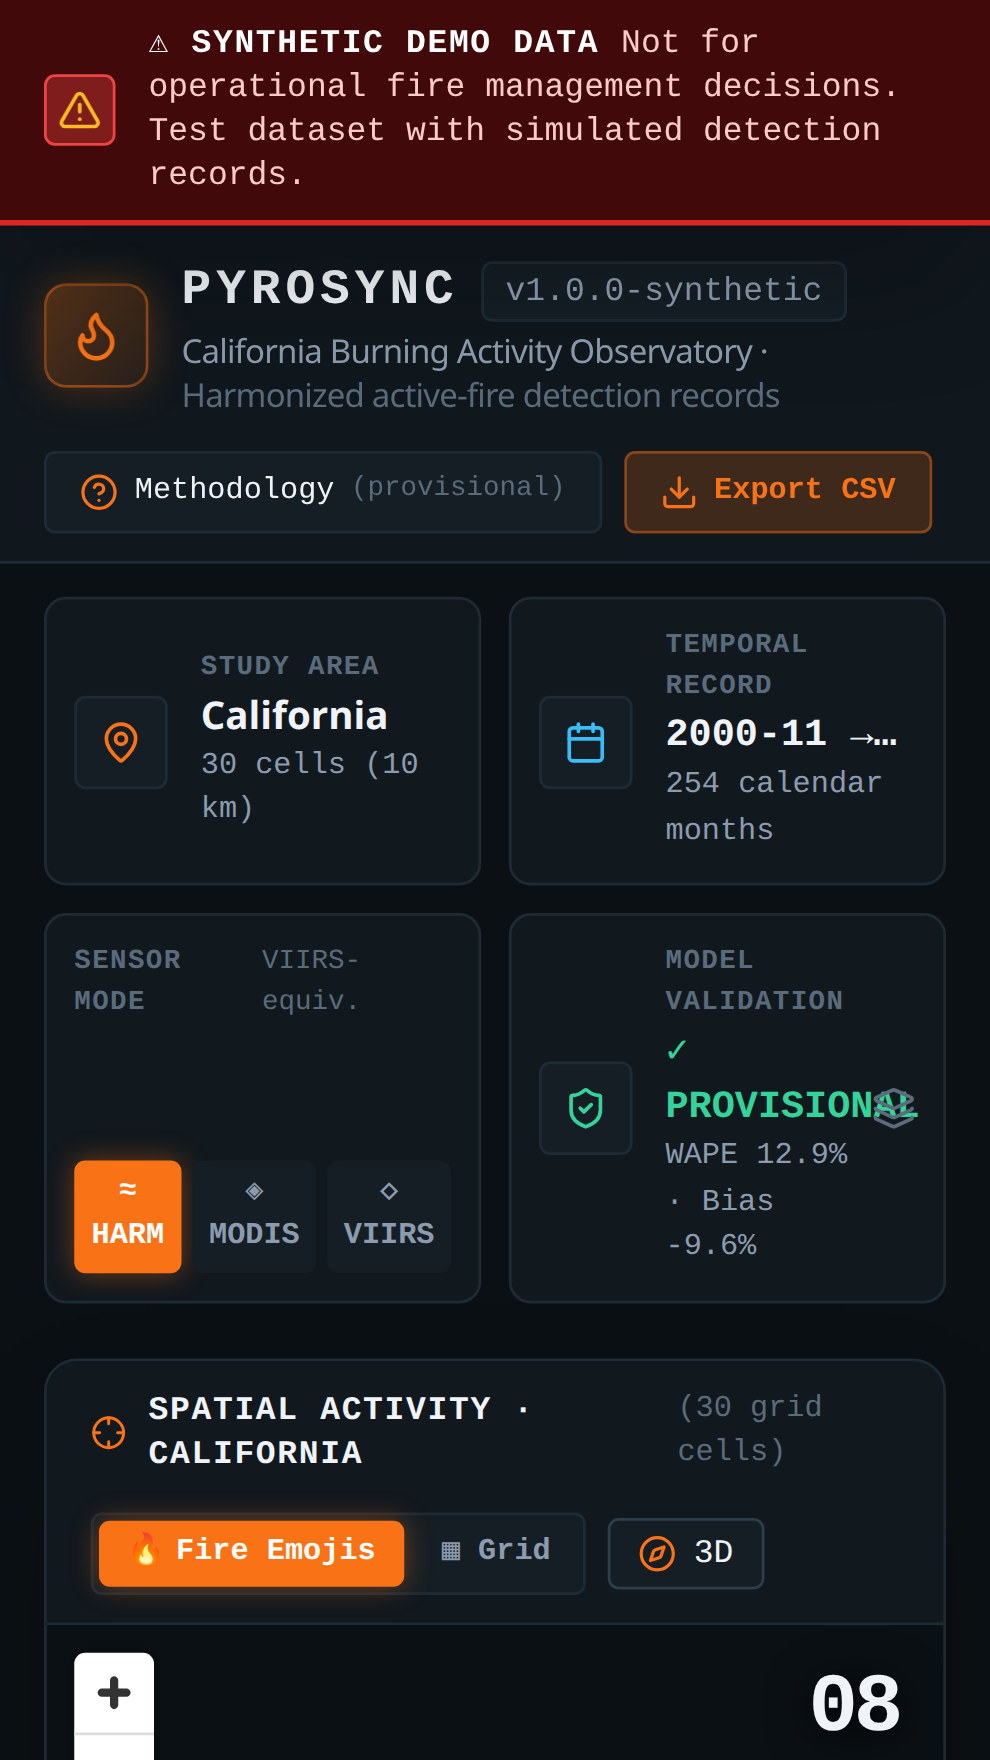 ⚠ SYNTHETIC DEMO DATA Not for
operational fire management decisions.
Test dataset with simulated detection
records.
PYROSYNC v1.0.0-synthetic
California Burning Activity Observatory ·
Harmonized active-fire detection records
Methodology (provisional)
Export CSV
STUDY AREA
California
30 cells (10
km)
TEMPORAL
RECORD
2000-11 →…
254 calendar
months
SENSOR
MODE
VIIRS-
equiv.
≈
HARM
◈
MODIS
◇
VIIRS
MODEL
VALIDATION
✓
PROVISIONAL
WAPE 12.9%
· Bias
-9.6%
SPATIAL ACTIVITY ·
CALIFORNIA
(30 grid
cells)
🔥 Fire Emojis
▦ Grid
3D
+
08